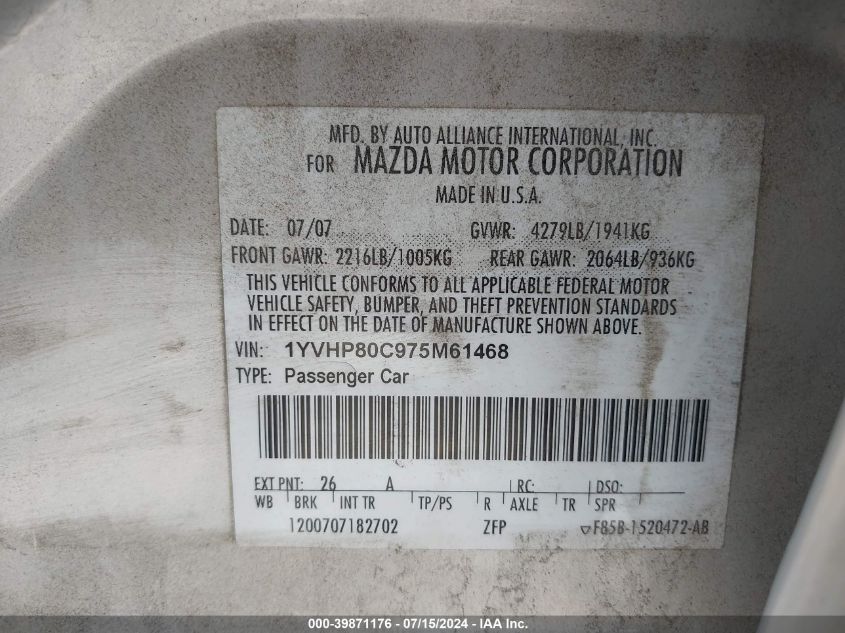 MFD. BY AUTO ALLIANCE INTERNATIONAL, INC.
FOR MAZDA MOTOR CORPORATION
MADE IN U.S.A.
DATE: 07/07 GVWR: 4279LB/1941KG
FRONT GAWR: 2216LB/1005KG REAR GAWR: 2064LB/936KG
THIS VEHICLE CONFORMS TO ALL APPLICABLE FEDERAL MOTOR
VEHICLE SAFETY, BUMPER, AND THEFT PREVENTION STANDARDS
IN EFFECT ON THE DATE OF MANUFACTURE SHOWN ABOVE.
VIN: 1YVHP80C975M61468
TYPE: Passenger Car
EXT PNT: 26 A RC: DSO:
WB BRK INT TR TP/PS R AXLE TR SPR
1200707182702 ZFP ▽F85B-1520472-AB
000-39871176 / 07/15/2024 - IAA Inc.